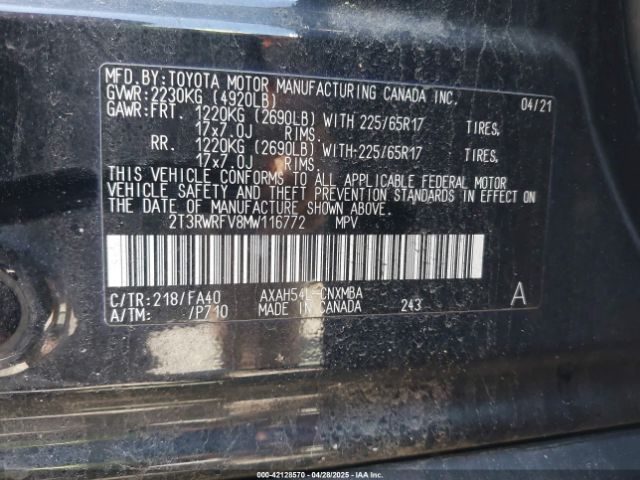 MFD.BY:TOYOTA MOTOR MANUFACTURING CANADA INC. 04/21
GVWR:2230KG (4920LB)
GAWR:FRT. 1220KG (2690LB) WITH 225/65R17 TIRES,
17x7.0J RIMS.
RR. 1220KG (2690LB) WITH 225/65R17 TIRES,
17x7.0J RIMS.
THIS VEHICLE CONFORMS TO ALL APPLICABLE FEDERAL MOTOR
VEHICLE SAFETY AND THEFT PREVENTION STANDARDS IN EFFECT ON
THE DATE OF MANUFACTURE SHOWN ABOVE.
2T3RWRFV8MW116772 MPV
C/TR:218/FA40 AXAH54L-CNXMBA
A/TM: /P710 MADE IN CANADA 243 A
000-42128570 - 04/28/2025 - IAAI.COM